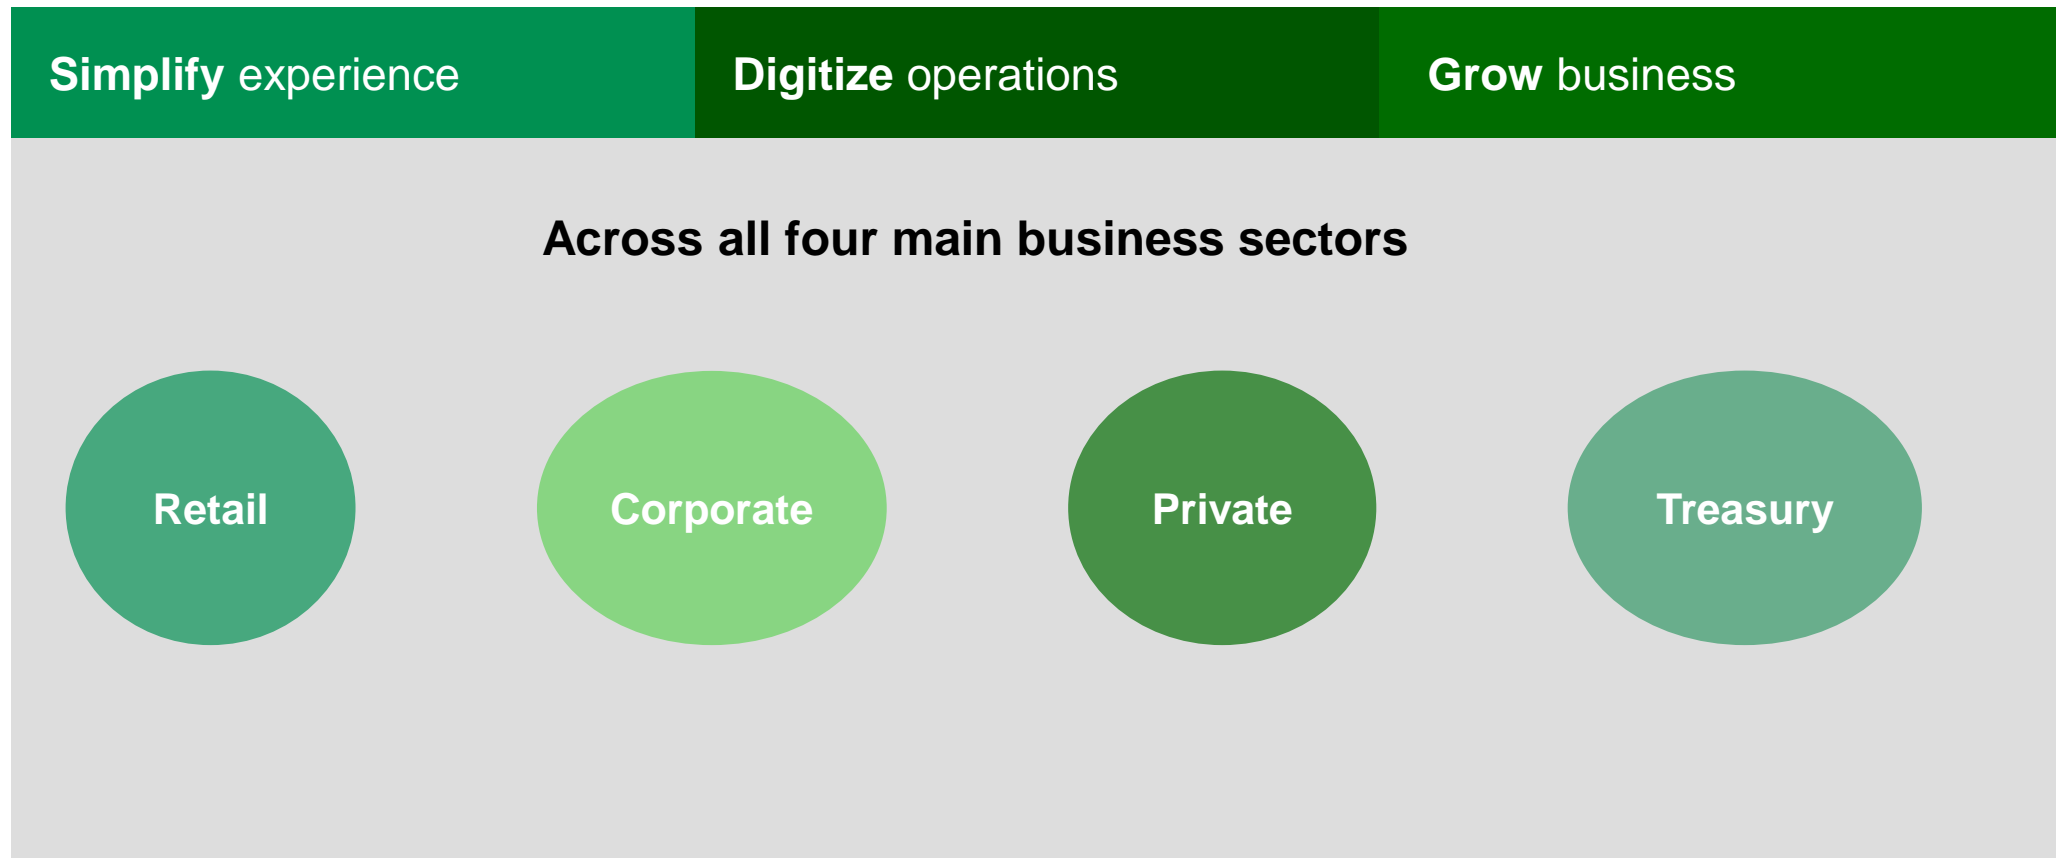 Simplify experience
Digitize operations
Grow business
Across all four main business sectors
Retail
Corporate
Private
Treasury